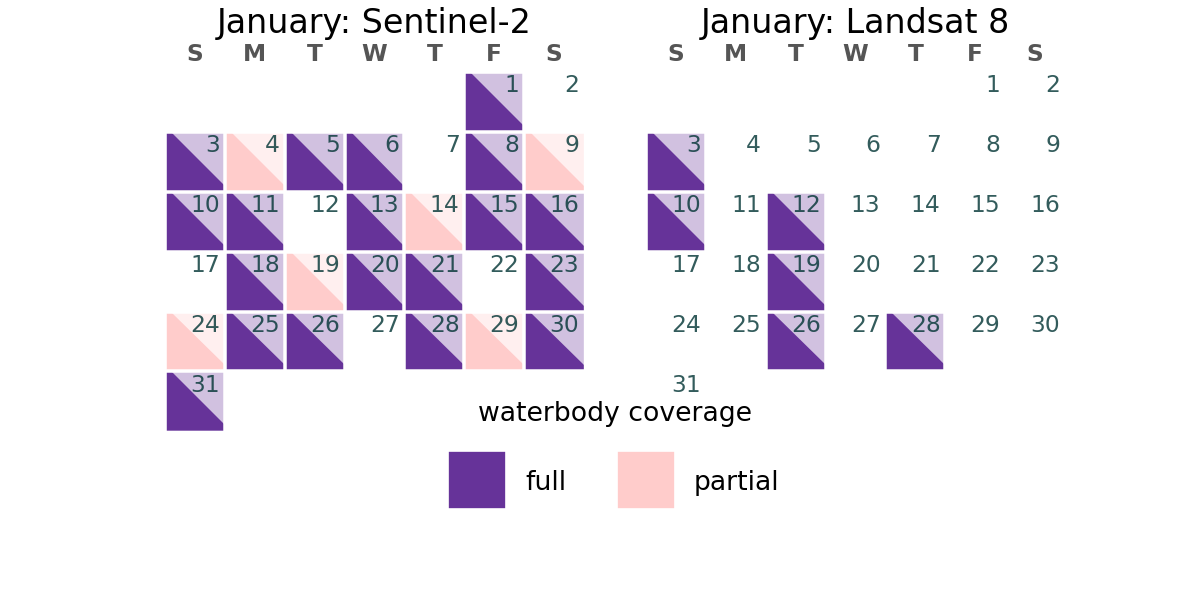 January: Sentinel-2
S M T W T F S
1 2
3 4 5 6 7 8 9
10 11 12 13 14 15 16
17 18 19 20 21 22 23
24 25 26 27 28 29 30
31
January: Landsat 8
S M T W T F S
1 2
3 4 5 6 7 8 9
10 11 12 13 14 15 16
17 18 19 20 21 22 23
24 25 26 27 28 29 30
31
waterbody coverage
full
partial